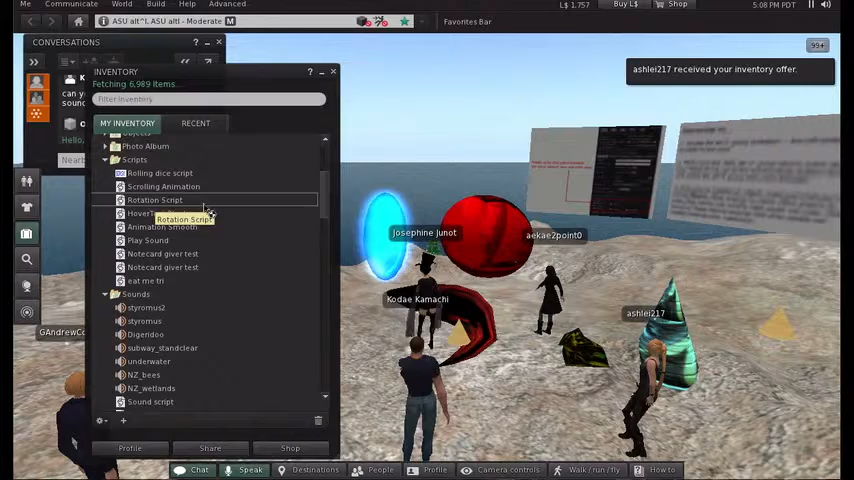 Me Communicate World Build Help Advanced L$ 1,757 Buy L$ Shop 5:08 PM PDT
ASU alt^I, ASU altI - Moderate M Favorites Bar
CONVERSATIONS
99+
ashlei217 received your inventory offer.
INVENTORY
Fetching 6,989 Items...
Filter Inventory
MY INVENTORY RECENT
Objects
Photo Album
Scripts
Rolling dice script
Scrolling Animation
Rotation Script
Rotation Script
Animation Smooth
Play Sound
Notecard giver test
Notecard giver test
eat me tri
Sounds
styromus2
styromus
Digeridoo
subway_standclear
underwater
NZ_bees
NZ_wetlands
Sound script
Profile Share Shop
K
can y
soun
Hello,
Nearb
GAndrewCo
Josephine Junot
aekae2point0
Kodae Kamachi
ashlei217
Chat Speak Destinations People Profile Camera controls Walk / run / fly How to